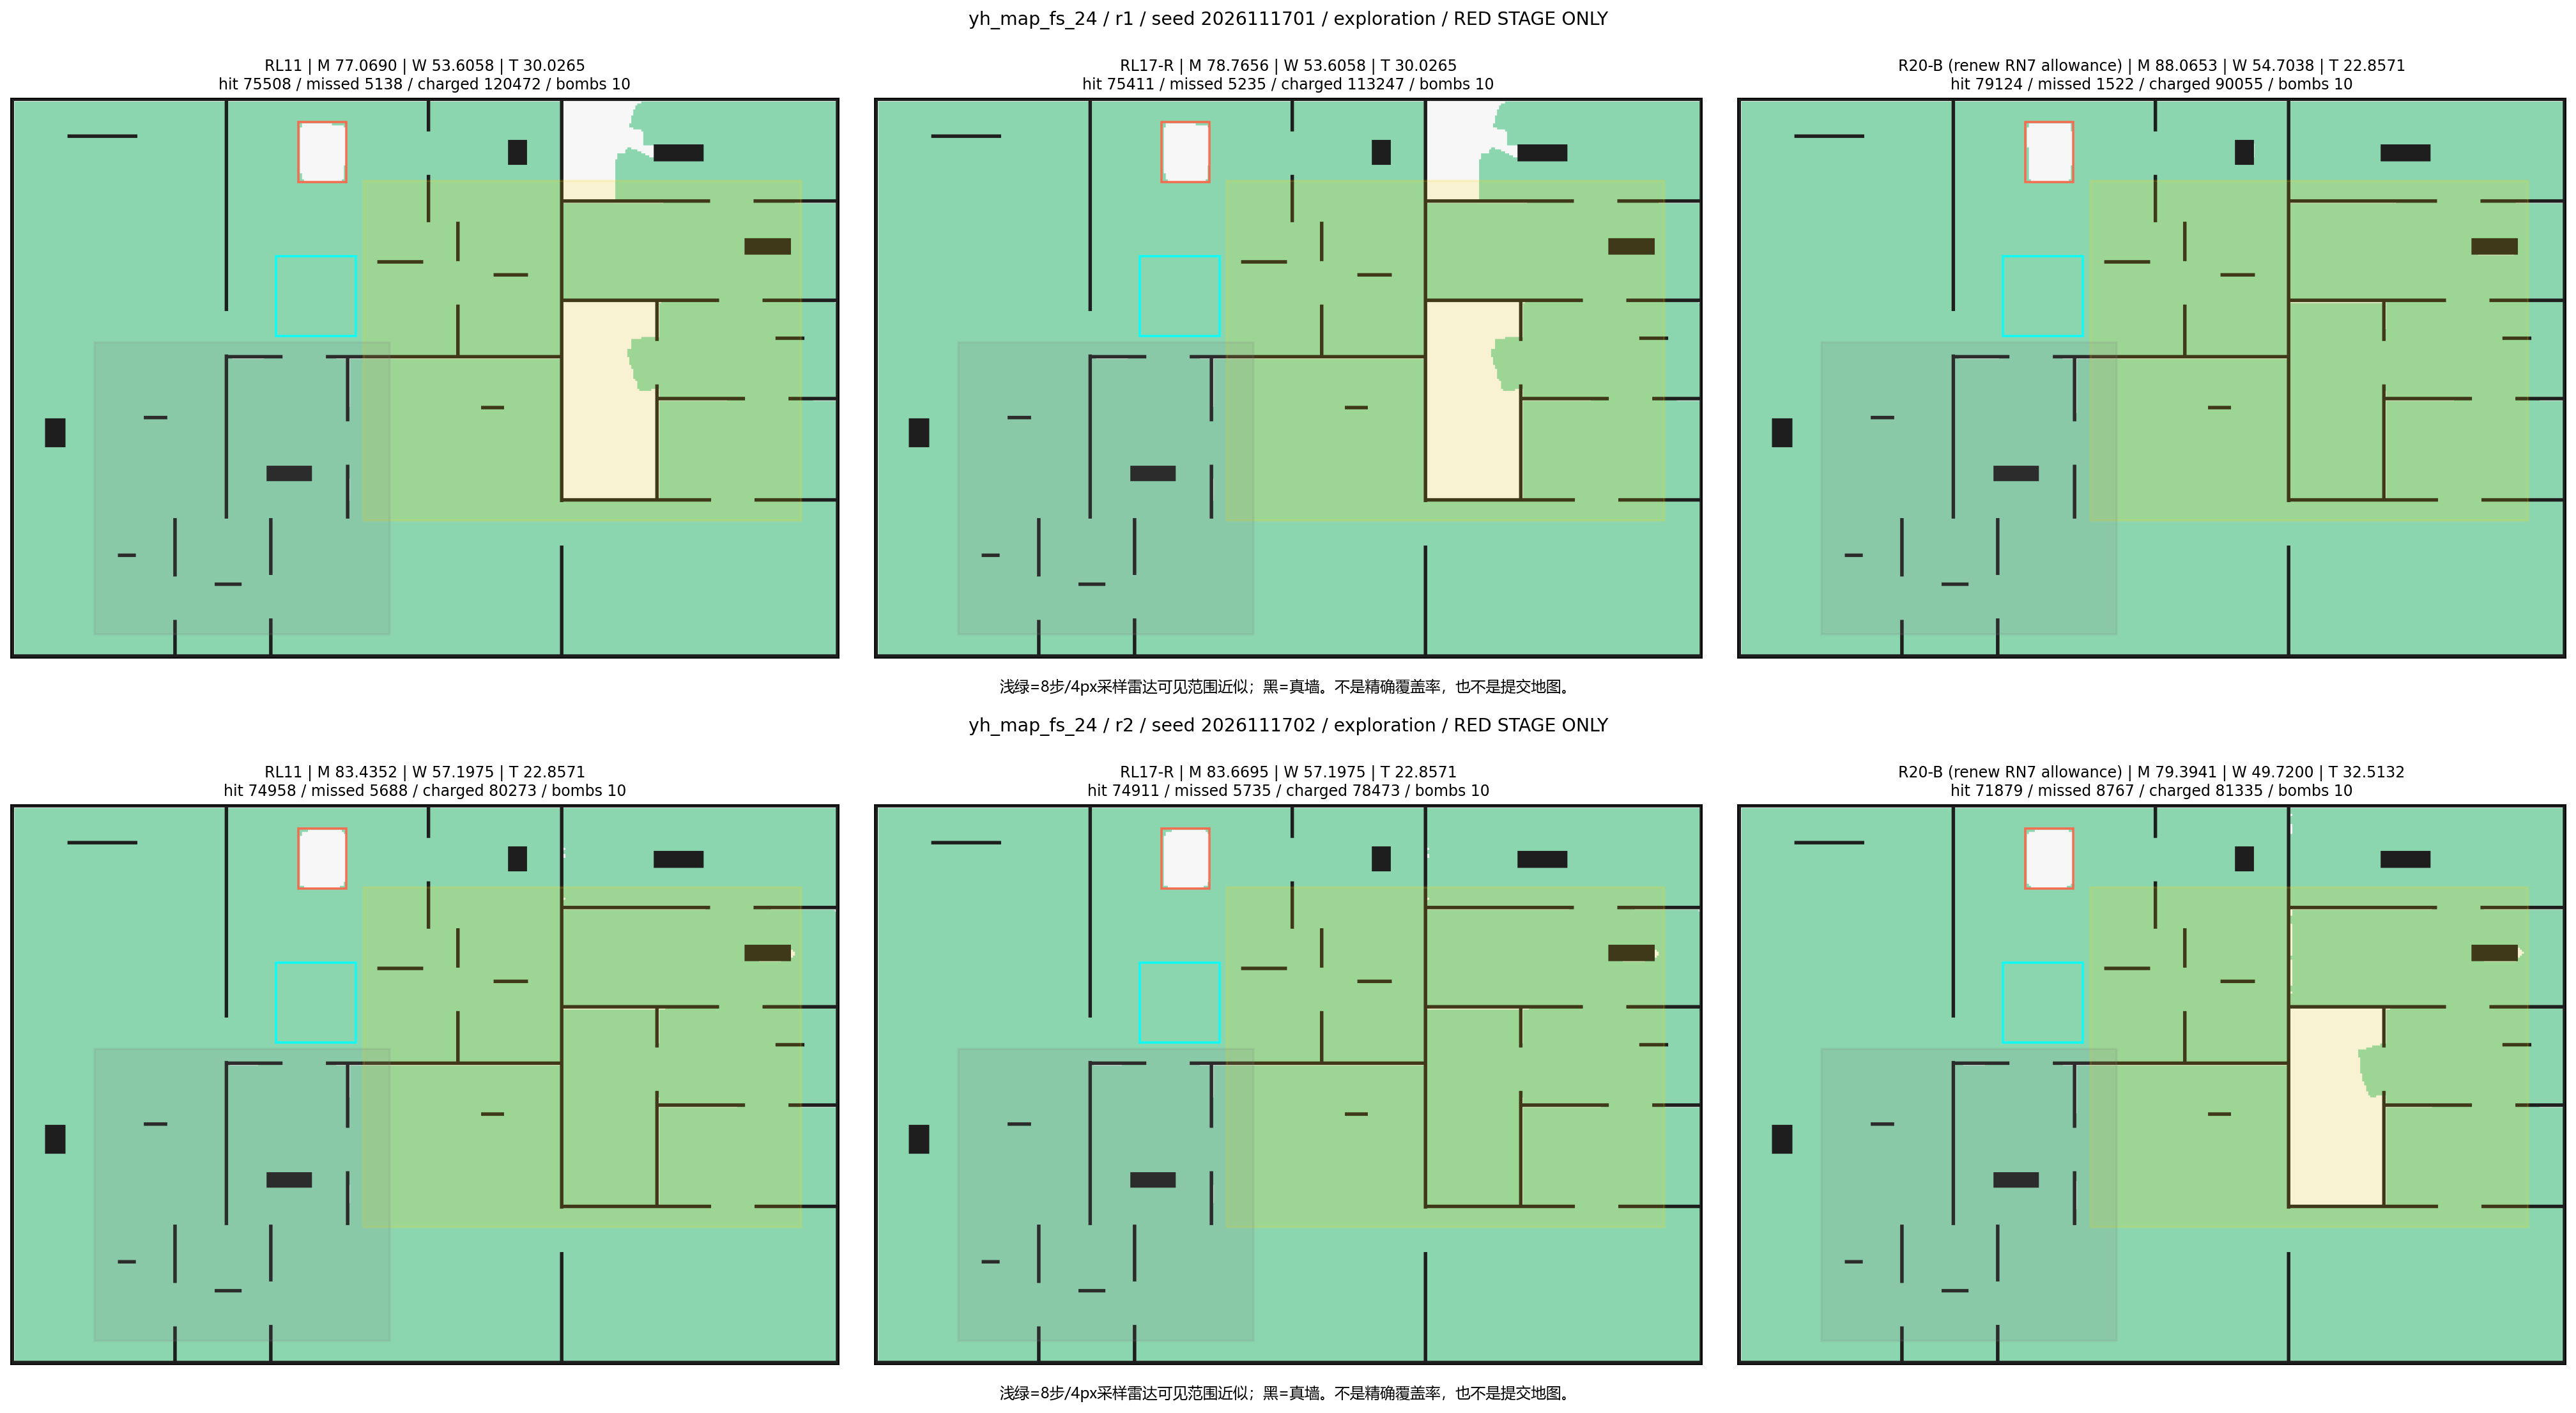 yh_map_fs_24 / r1 / seed 2026111701 / exploration / RED STAGE ONLY
RL11 | M 77.0690 | W 53.6058 | T 30.0265
hit 75508 / missed 5138 / charged 120472 / bombs 10
RL17-R | M 78.7656 | W 53.6058 | T 30.0265
hit 75411 / missed 5235 / charged 113247 / bombs 10
R20-B (renew RN7 allowance) | M 88.0653 | W 54.7038 | T 22.8571
hit 79124 / missed 1522 / charged 90055 / bombs 10
浅绿=8步/4px采样雷达可见范围近似；黑=真墙。不是精确覆盖率，也不是提交地图。
yh_map_fs_24 / r2 / seed 2026111702 / exploration / RED STAGE ONLY
RL11 | M 83.4352 | W 57.1975 | T 22.8571
hit 74958 / missed 5688 / charged 80273 / bombs 10
RL17-R | M 83.6695 | W 57.1975 | T 22.8571
hit 74911 / missed 5735 / charged 78473 / bombs 10
R20-B (renew RN7 allowance) | M 79.3941 | W 49.7200 | T 32.5132
hit 71879 / missed 8767 / charged 81335 / bombs 10
浅绿=8步/4px采样雷达可见范围近似；黑=真墙。不是精确覆盖率，也不是提交地图。